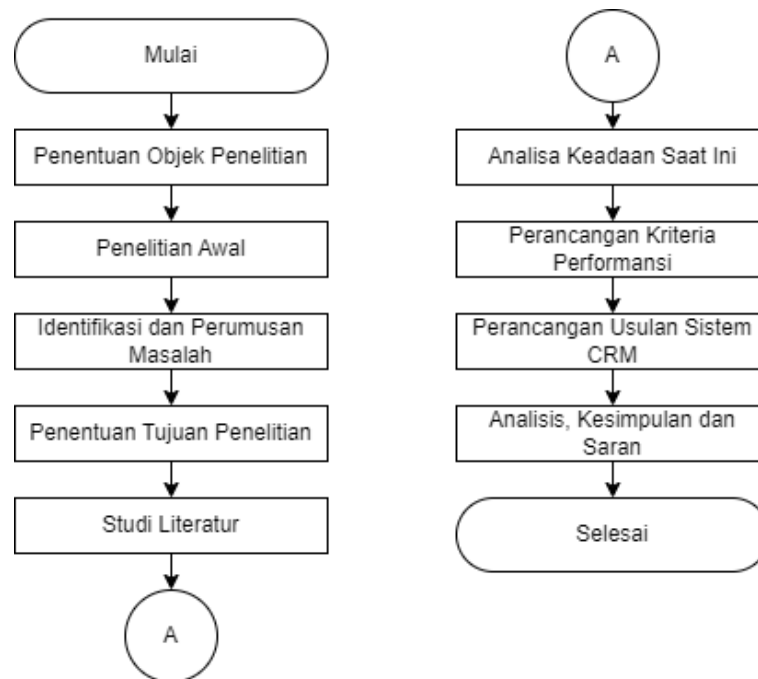 Mulai
Penentuan Objek Penelitian
Penelitian Awal
Identifikasi dan Perumusan
Masalah
Penentuan Tujuan Penelitian
Studi Literatur
A
A
Analisa Keadaan Saat Ini
Perancangan Kriteria
Performansi
Perancangan Usulan Sistem
CRM
Analisis, Kesimpulan dan
Saran
Selesai